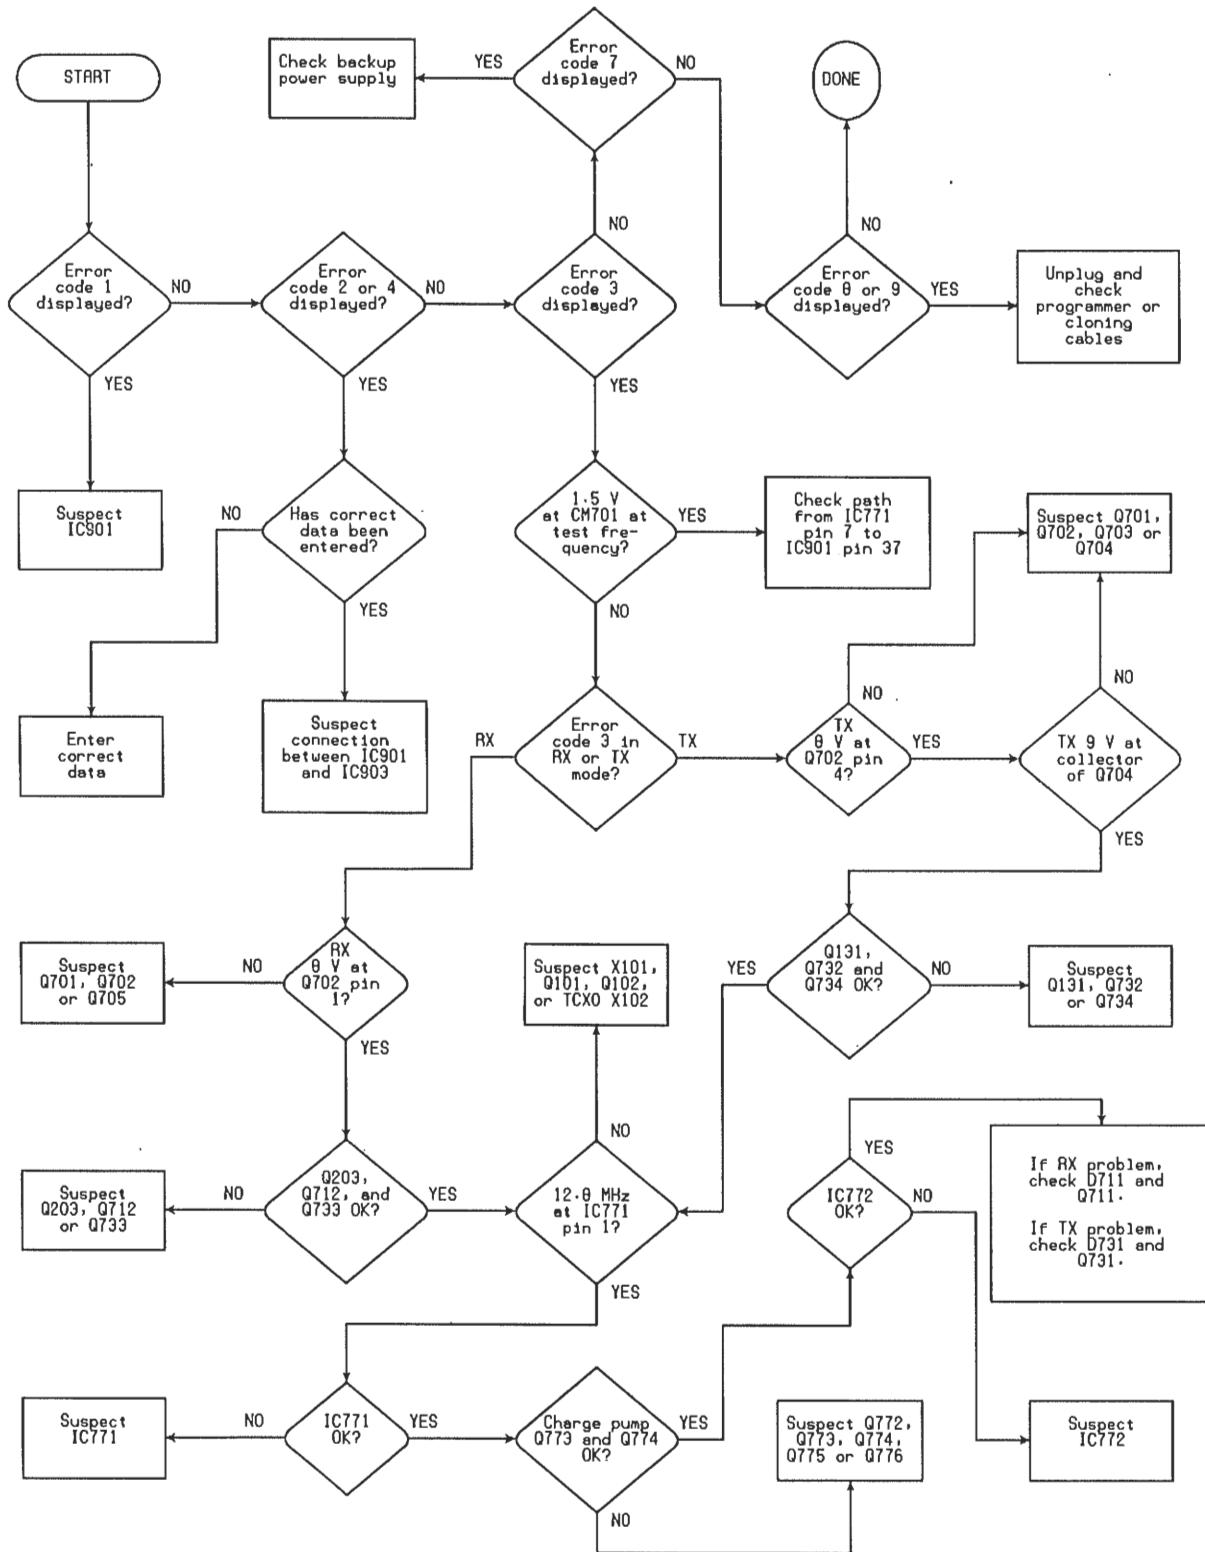 START
Check backup
power supply
YES
Error
code 7
displayed?
NO
DONE
Error
code 1
displayed?
NO
YES
Error
code 2 or 4
displayed?
NO
YES
NO
Error
code 3
displayed?
YES
NO
Error
code 8 or 9
displayed?
YES
Unplug and
check
programmer or
cloning
cables
Suspect
IC901
NO
Has correct
data been
entered?
YES
1.5 V
at CM701 at
test fre-
quency?
YES
NO
Check path
from IC771
pin 7 to
IC901 pin 37
Suspect Q701,
Q702, Q703 or
Q704
Enter
correct
data
Suspect
connection
between IC901
and IC903
RX
Error
code 3 in
RX or TX
mode?
TX
NO
TX
8 V at
Q702 pin
4?
YES
NO
TX 9 V at
collector
of Q704
YES
Suspect
Q701, Q702
or Q705
NO
RX
8 V at
Q702 pin
1?
YES
Suspect X101,
Q101, Q102,
or TCXO X102
YES
Q131,
Q732 and
Q734 OK?
NO
Suspect
Q131, Q732
or Q734
Suspect
Q203, Q712
or Q733
NO
Q203,
Q712, and
Q733 OK?
YES
NO
12.8 MHz
at IC771
pin 1?
YES
YES
IC772
OK?
NO
If RX problem,
check D711 and
Q711.
If TX problem,
check D731 and
Q731.
Suspect
IC771
NO
IC771
OK?
YES
Charge pump
Q773 and Q774
OK?
YES
NO
Suspect Q772,
Q773, Q774,
Q775 or Q776
Suspect
IC772